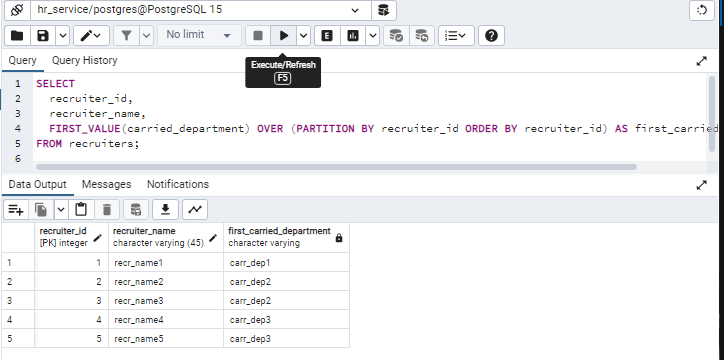 hr_service/postgres@PostgreSQL 15
No limit
E
Execute/Refresh
F5
Query Query History
1 SELECT
2 recruiter_id,
3 recruiter_name,
4 FIRST_VALUE(carried_department) OVER (PARTITION BY recruiter_id ORDER BY recruiter_id) AS first_carried
5 FROM recruiters;
6
Data Output Messages Notifications
recruiter_id recruiter_name first_carried_department
[PK] integer character varying (45) character varying
1 1 recr_name1 carr_dep1
2 2 recr_name2 carr_dep2
3 3 recr_name3 carr_dep2
4 4 recr_name4 carr_dep3
5 5 recr_name5 carr_dep3